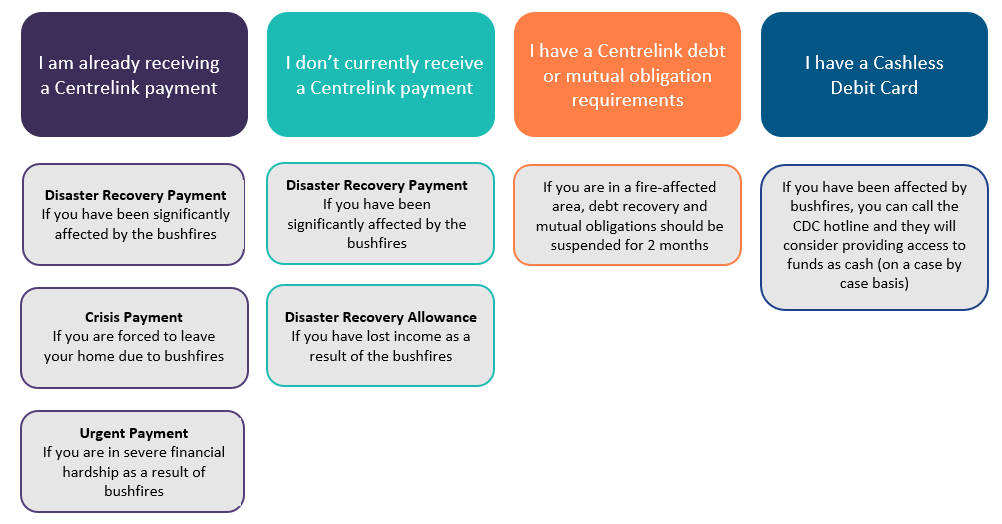 I am already receiving
a Centrelink payment
Disaster Recovery Payment
If you have been significantly
affected by the bushfires
Crisis Payment
If you are forced to leave
your home due to bushfires
Urgent Payment
If you are in severe financial
hardship as a result of
bushfires
I don’t currently receive
a Centrelink payment
Disaster Recovery Payment
If you have been
significantly affected by the
bushfires
Disaster Recovery Allowance
If you have lost income as a
result of the bushfires
I have a Centrelink debt
or mutual obligation
requirements
If you are in a fire-affected
area, debt recovery and
mutual obligations should be
suspended for 2 months
I have a Cashless
Debit Card
If you have been affected by
bushfires, you can call the
CDC hotline and they will
consider providing access to
funds as cash (on a case by
case basis)